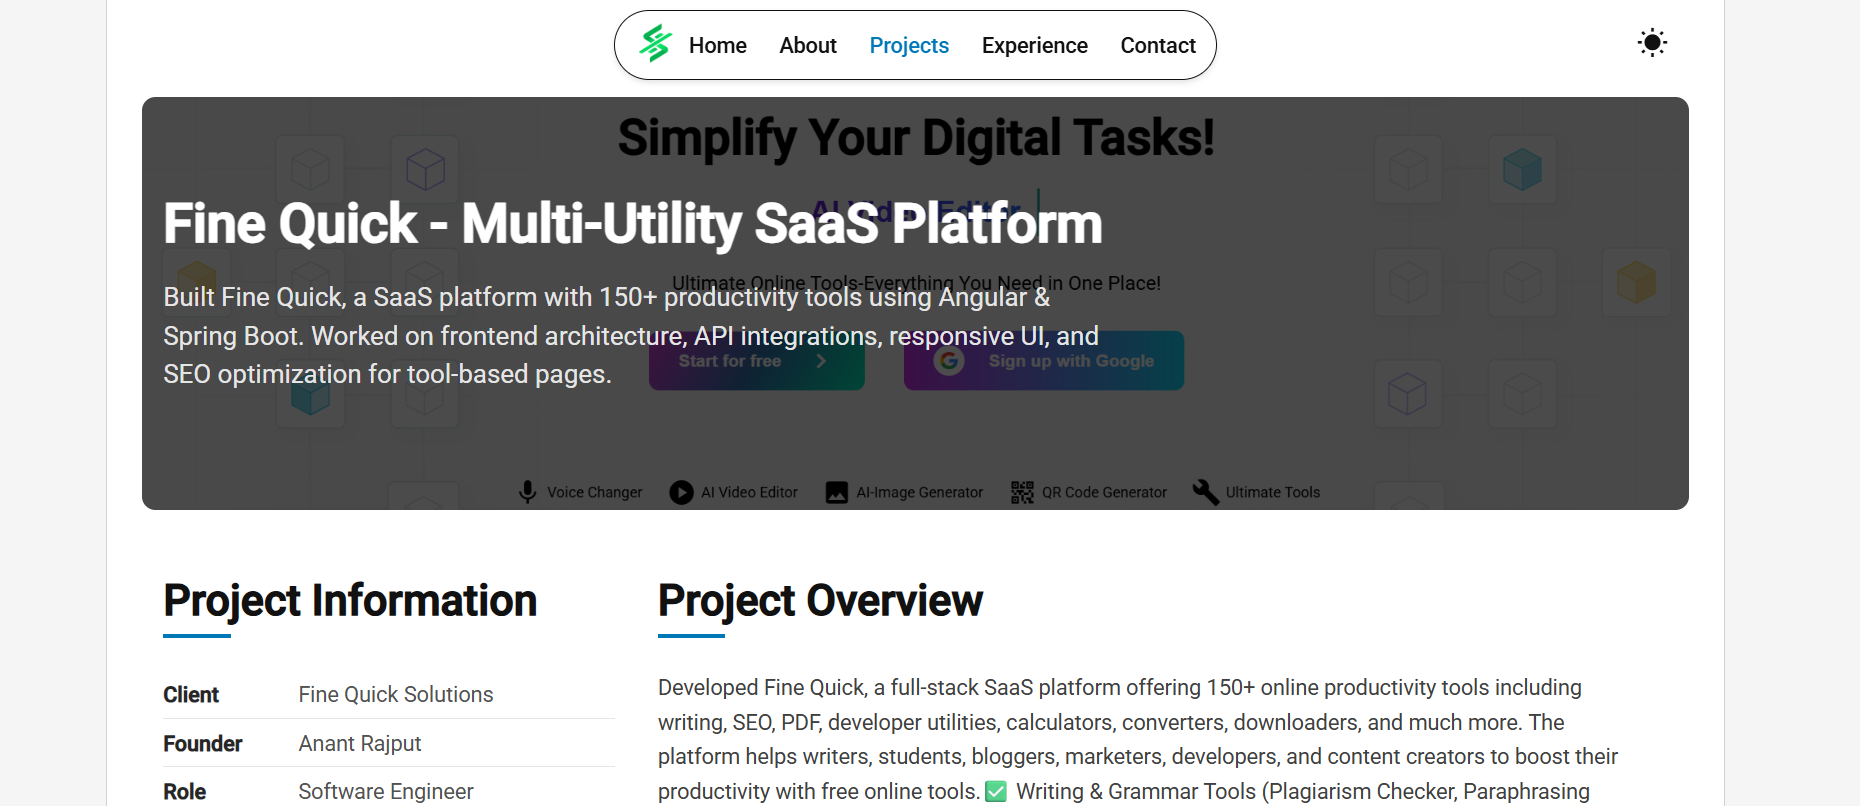 Home About Projects Experience Contact
Simplify Your Digital Tasks!
AI Video Editor
Fine Quick - Multi-Utility SaaS Platform
Ultimate Online Tools-Everything You Need in One Place!
Built Fine Quick, a SaaS platform with 150+ productivity tools using Angular &
Spring Boot. Worked on frontend architecture, API integrations, responsive UI, and
SEO optimization for tool-based pages.
Start for free
Sign up with Google
Voice Changer AI Video Editor AI-Image Generator QR Code Generator Ultimate Tools
Project Information
Client Fine Quick Solutions
Founder Anant Rajput
Role Software Engineer
Project Overview
Developed Fine Quick, a full-stack SaaS platform offering 150+ online productivity tools including
writing, SEO, PDF, developer utilities, calculators, converters, downloaders, and much more. The
platform helps writers, students, bloggers, marketers, developers, and content creators to boost their
productivity with free online tools. ✅ Writing & Grammar Tools (Plagiarism Checker, Paraphrasing